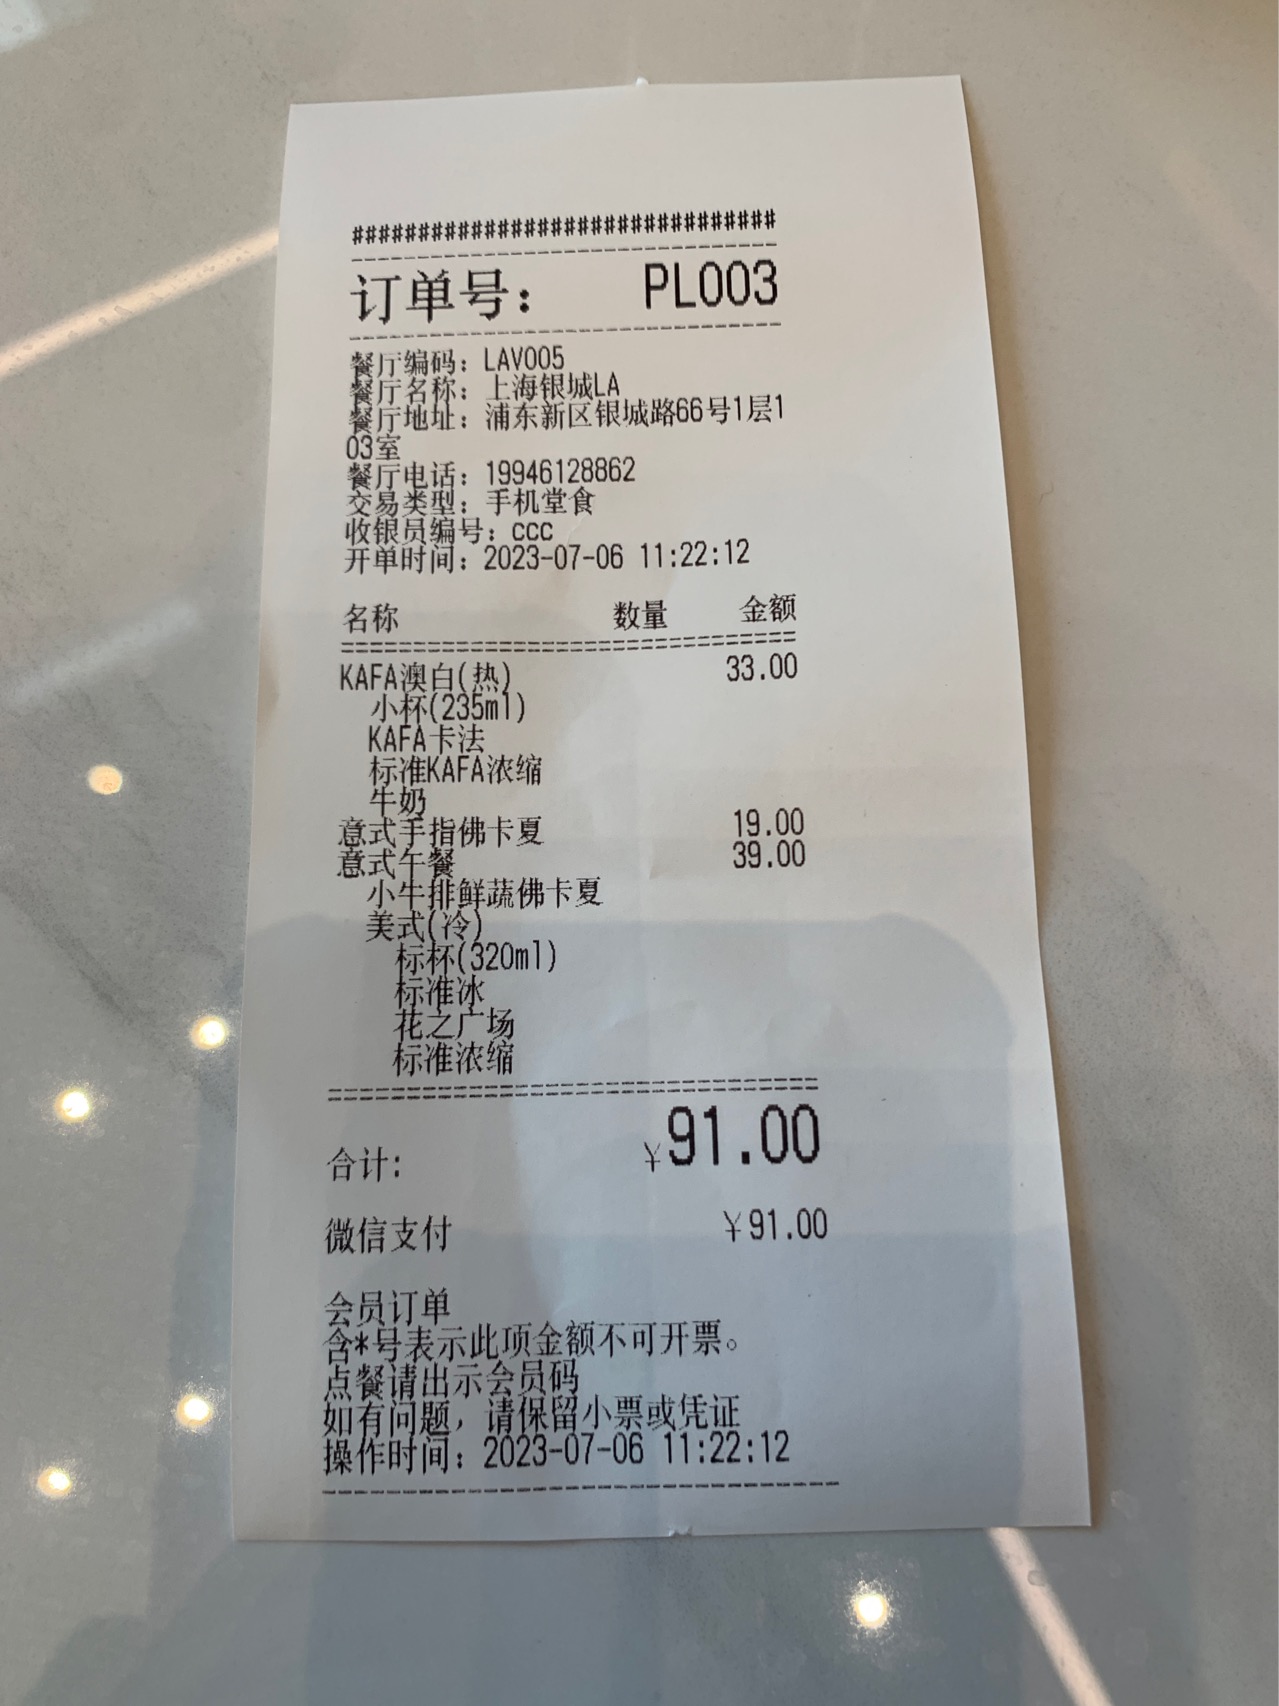 ################################
订单号： PL003
餐厅编码：LAV005
餐厅名称：上海银城LA
餐厅地址：浦东新区银城路66号1层1
03室
餐厅电话：19946128862
交易类型：手机堂食
收银员编号：ccc
开单时间：2023-07-06 11:22:12
名称 数量 金额
KAFA澳白(热) 33.00
小杯(235ml)
KAFA卡法
标准KAFA浓缩
牛奶
意式手指佛卡夏 19.00
意式午餐 39.00
小牛排鲜蔬佛卡夏
美式(冷)
标杯(320ml)
标准冰
花之广场
标准浓缩
合计: ￥91.00
微信支付 ￥91.00
会员订单
含*号表示此项金额不可开票。
点餐请出示会员码
如有问题，请保留小票或凭证
操作时间：2023-07-06 11:22:12